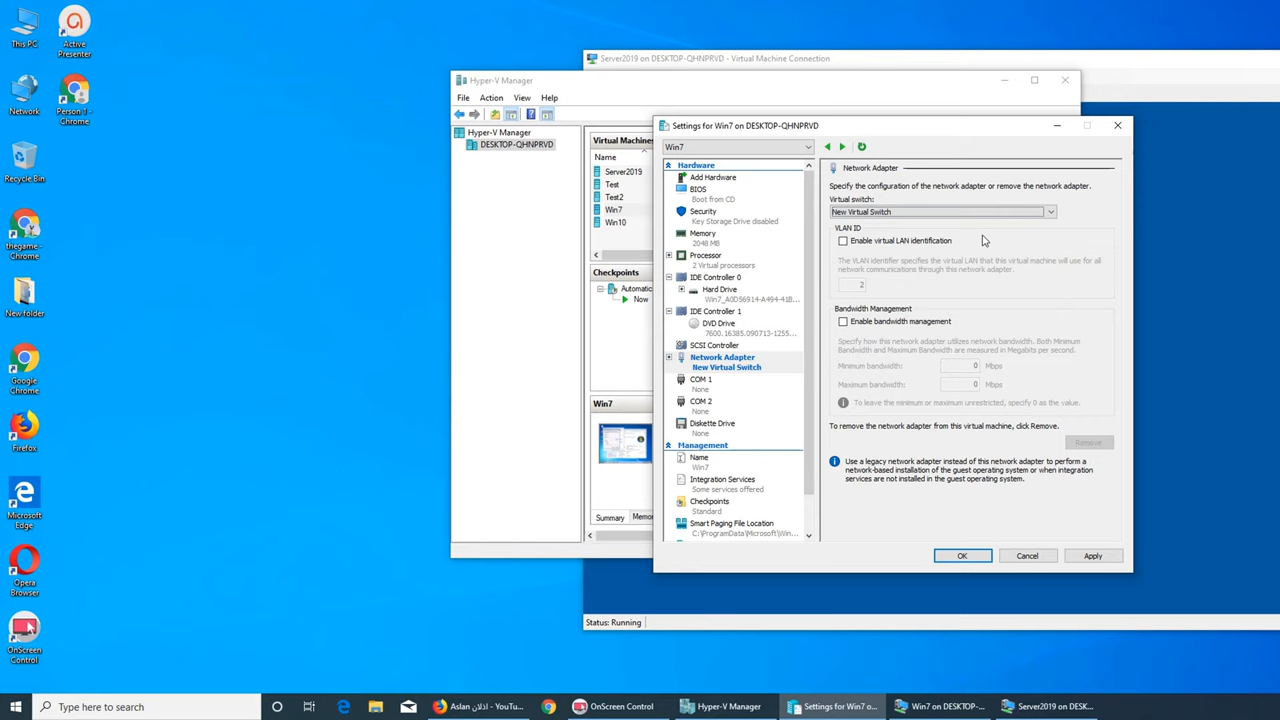 This PC
Active
Presenter
Network
Person 1 -
Chrome
Recycle Bin
thegame -
Chrome
New folder
Google
Chrome
Firefox
Microsoft
Edge
Opera
Browser
OnScreen
Control
Server2019 on DESKTOP-QHNPRVD - Virtual Machine Connection
Hyper-V Manager
File Action View Help
Hyper-V Manager
DESKTOP-QHNPRVD
Virtual Machines
Name
Server2019
Test
Test2
Win7
Win10
Checkpoints
Automatic
Now
Win7
Summary Memor
Status: Running
Settings for Win7 on DESKTOP-QHNPRVD
Win7
Hardware
Add Hardware
BIOS
Boot from CD
Security
Key Storage Drive disabled
Memory
2048 MB
Processor
2 Virtual processors
IDE Controller 0
Hard Drive
Win7_A0D56914-A494-41B...
IDE Controller 1
DVD Drive
7600.16385.090713-1255...
SCSI Controller
Network Adapter
New Virtual Switch
COM 1
None
COM 2
None
Diskette Drive
None
Management
Name
Win7
Integration Services
Some services offered
Checkpoints
Standard
Smart Paging File Location
C:\ProgramData\Microsoft\Win...
Network Adapter
Specify the configuration of the network adapter or remove the network adapter.
Virtual switch:
New Virtual Switch
VLAN ID
Enable virtual LAN identification
The VLAN identifier specifies the virtual LAN that this virtual machine will use for all
network communications through this network adapter.
2
Bandwidth Management
Enable bandwidth management
Specify how this network adapter utilizes network bandwidth. Both Minimum
Bandwidth and Maximum Bandwidth are measured in Megabits per second.
Minimum bandwidth: 0 Mbps
Maximum bandwidth: 0 Mbps
To leave the minimum or maximum unrestricted, specify 0 as the value.
To remove the network adapter from this virtual machine, click Remove.
Remove
Use a legacy network adapter instead of this network adapter to perform a
network-based installation of the guest operating system or when integration
services are not installed in the guest operating system.
OK Cancel Apply
Type here to search
Aslan اذلان - YouTu...
OnScreen Control
Hyper-V Manager
Settings for Win7 o...
Win7 on DESKTOP-...
Server2019 on DESK...